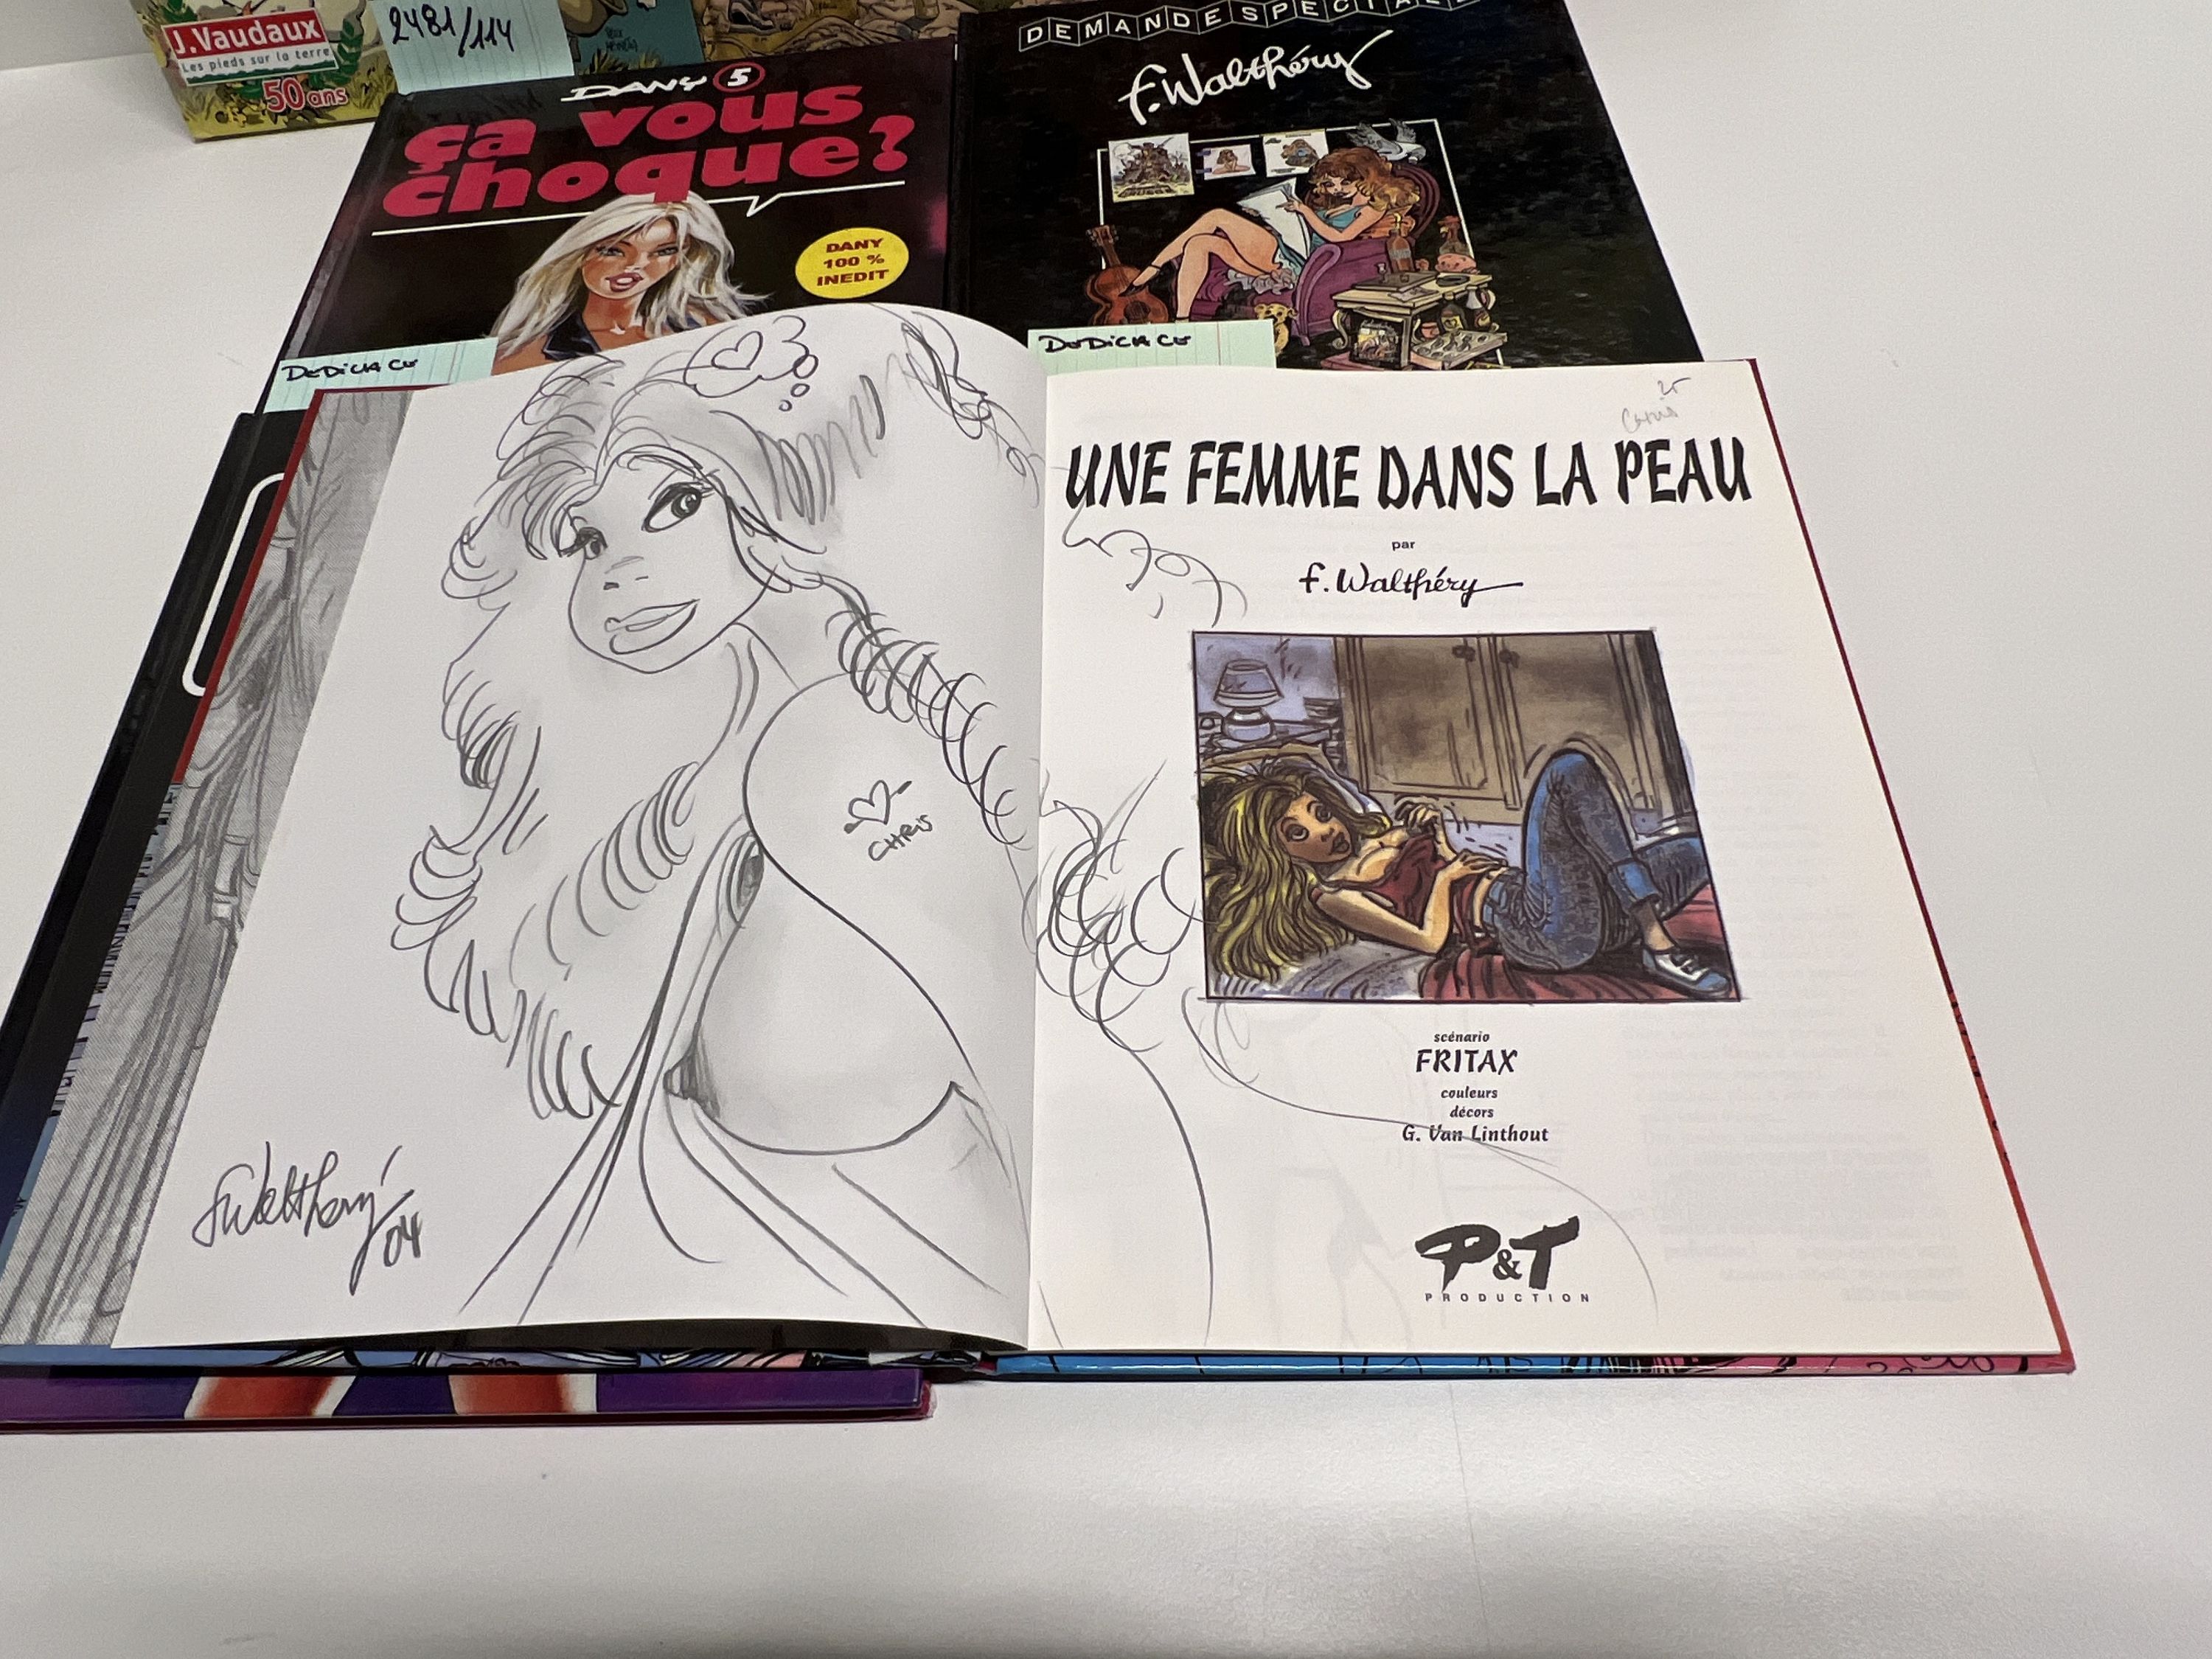 J.Vaudaux
Les pieds sur la terre
50 ans
2481/114
DANY 5
ça vous
choque?
DANY
100 %
INEDIT
DEDICACE
DEMANDE SPECIALE
F. Walthéry
DEDICACE
CHRIS
F Walthéry
04
25
UNE FEMME DANS LA PEAU
par
F. Walthéry
scénario
FRITAX
couleurs
décors
G. Van Linthout
P&T
PRODUCTION